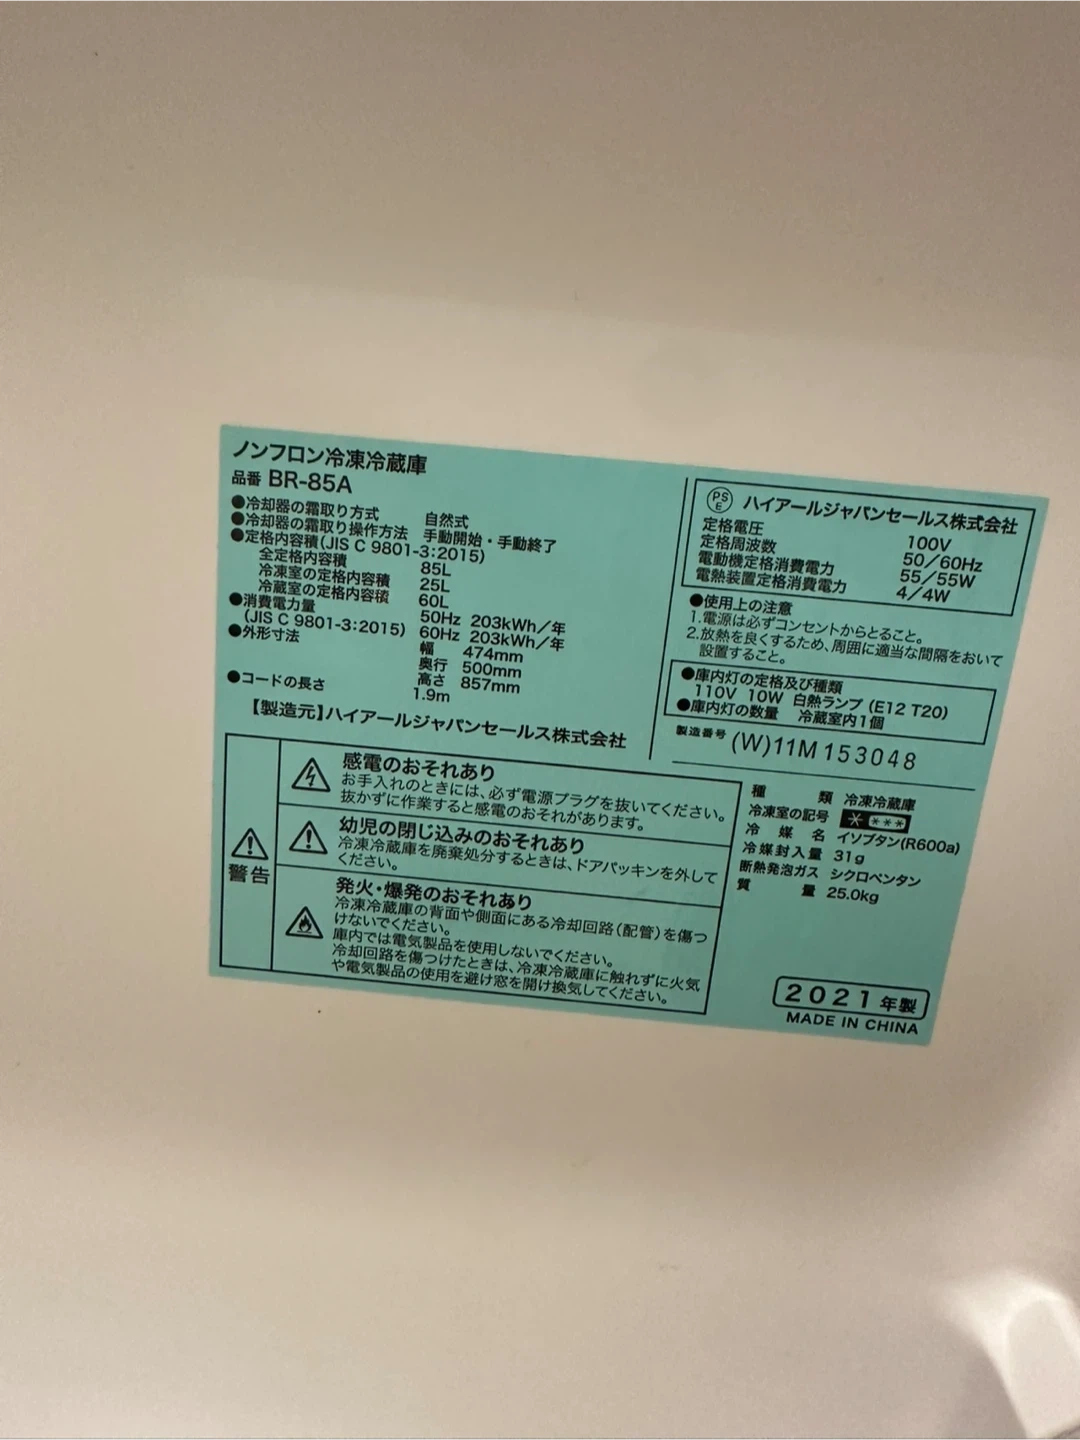 ノンフロン冷凍冷蔵庫
品番 BR-85A
●冷却器の霜取り方式 自然式
●冷却器の霜取り操作方法 手動開始・手動終了
●定格内容積(JIS C 9801-3:2015)
全定格内容積 85L
冷凍室の定格内容積 25L
冷蔵室の定格内容積 60L
●消費電力量 50Hz 203kWh/年
(JIS C 9801-3:2015) 60Hz 203kWh/年
●外形寸法 幅 474mm
奥行 500mm
高さ 857mm
●コードの長さ 1.9m
【製造元】ハイアールジャパンセールス株式会社
警告
感電のおそれあり
お手入れのときには、必ず電源プラグを抜いてください。
抜かずに作業すると感電のおそれがあります。
幼児の閉じ込みのおそれあり
冷凍冷蔵庫を廃棄処分するときは、ドアパッキンを外して
ください。
発火・爆発のおそれあり
冷凍冷蔵庫の背面や側面にある冷却回路(配管)を傷つ
けないでください。
庫内では電気製品を使用しないでください。
冷却回路を傷つけたときは、冷凍冷蔵庫に触れずに火気
や電気製品の使用を避け窓を開け換気してください。
PS
E
ハイアールジャパンセールス株式会社
定格電圧 100V
定格周波数 50/60Hz
電動機定格消費電力 55/55W
電熱装置定格消費電力 4/4W
●使用上の注意
1.電源は必ずコンセントからとること。
2.放熱を良くするため、周囲に適当な間隔をおいて
設置すること。
●庫内灯の定格及び種類
110V 10W 白熱ランプ (E12 T20)
●庫内灯の数量 冷蔵室内1個
製造番号 (W)11M153048
種類 冷凍冷蔵庫
冷凍室の記号 * ***
冷媒名 イソブタン(R600a)
冷媒封入量 31g
断熱発泡ガス シクロペンタン
質量 25.0kg
2021年製
MADE IN CHINA